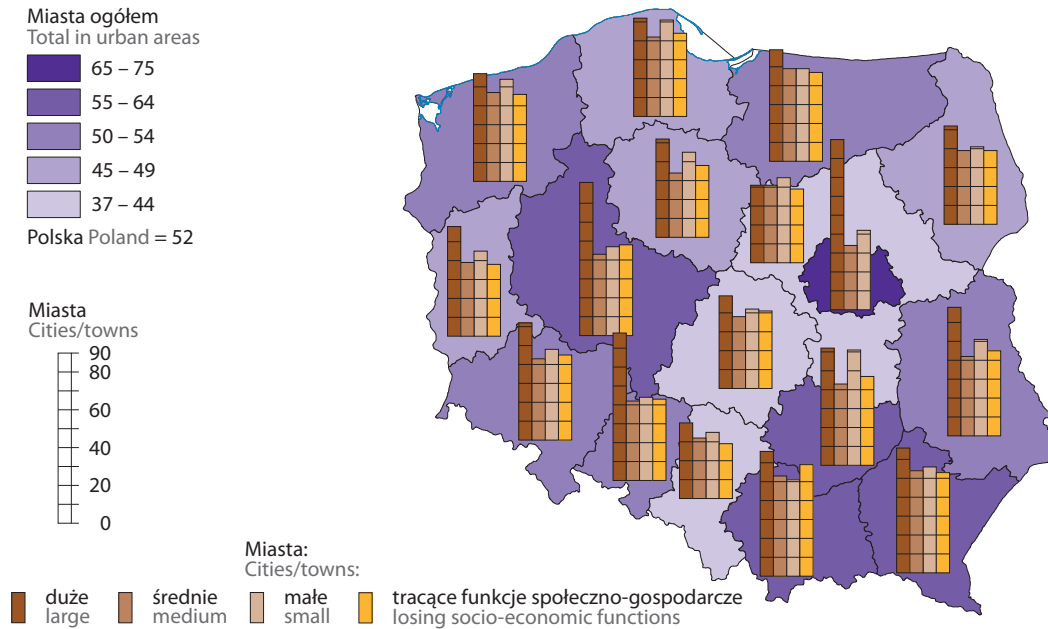 Miasta ogółem
Total in urban areas
65 – 75
55 – 64
50 – 54
45 – 49
37 – 44
Polska Poland = 52
Miasta
Cities/towns
90
80
60
40
20
0
Miasta:
Cities/towns:
duże
large
średnie
medium
małe
small
tracące funkcje społeczno-gospodarcze
losing socio-economic functions